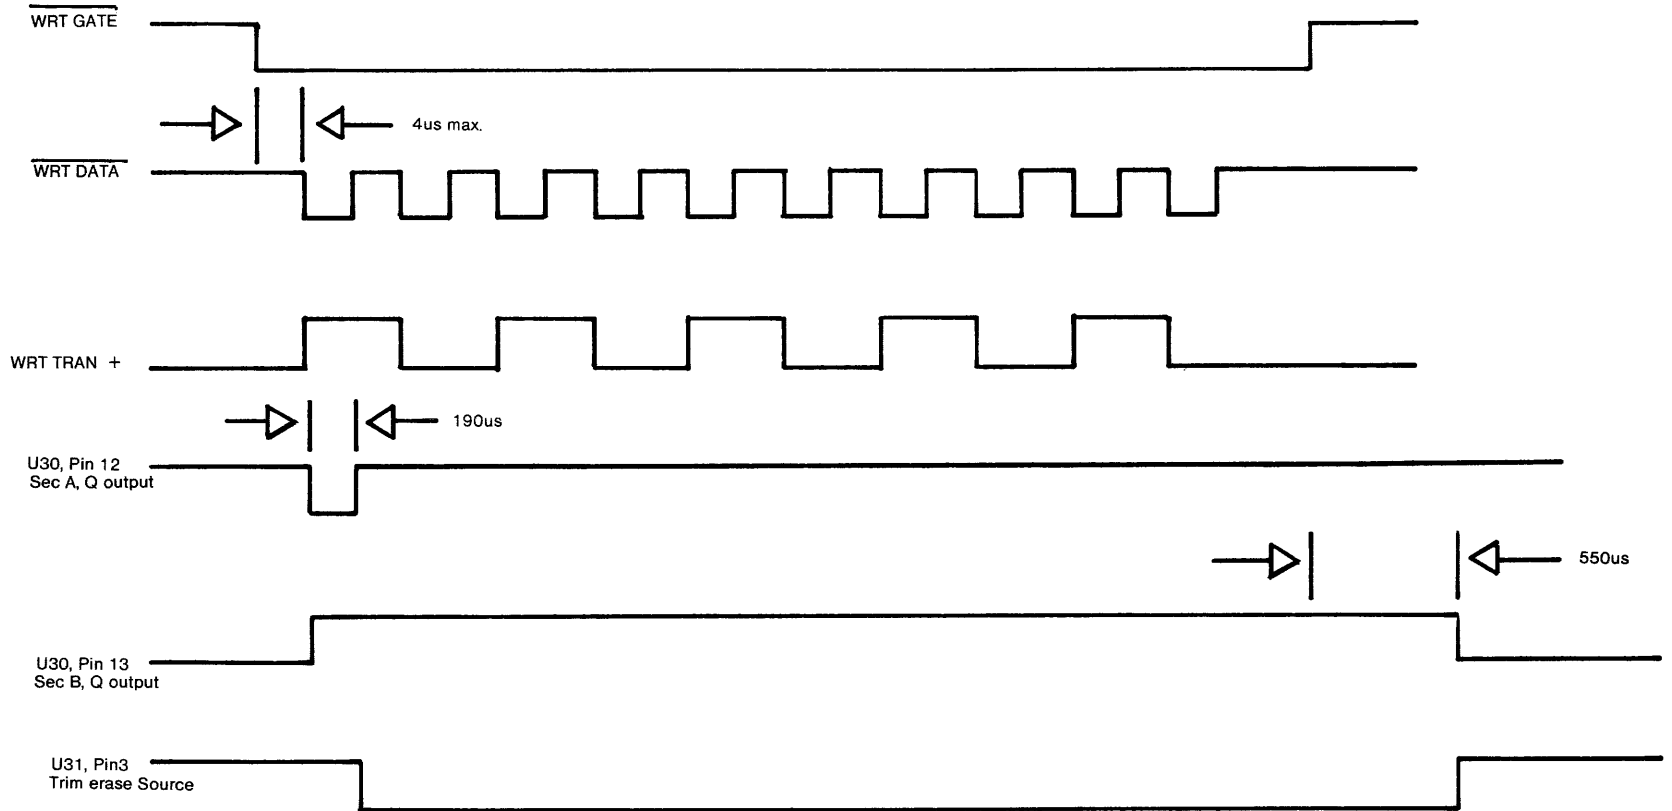 WRT GATE
4us max.
WRT DATA
WRT TRAN +
190us
U30, Pin 12
Sec A, Q output
550us
U30, Pin 13
Sec B, Q output
U31, Pin3
Trim erase Source